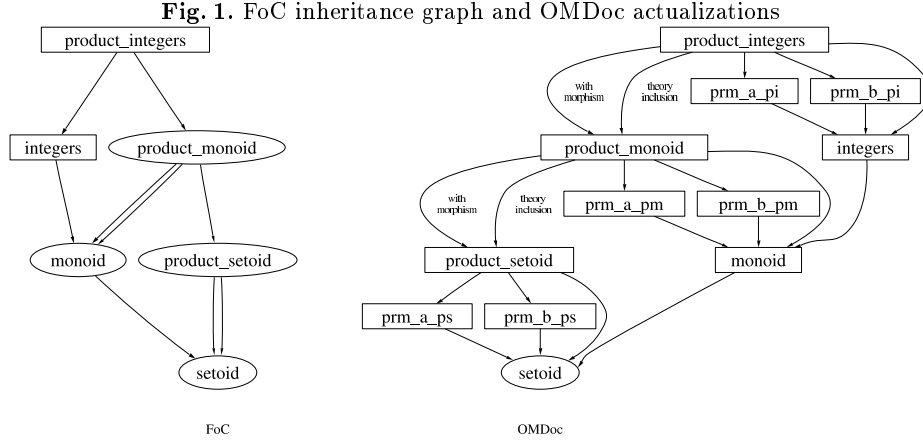 Fig. 1. FoC inheritance graph and OMDoc actualizations
product_integers
integers
product_monoid
monoid
product_setoid
setoid
FoC
product_integers
with
morphism
theory
inclusion
prm_a_pi
prm_b_pi
product_monoid
integers
with
morphism
theory
inclusion
prm_a_pm
prm_b_pm
product_setoid
monoid
prm_a_ps
prm_b_ps
setoid
OMDoc